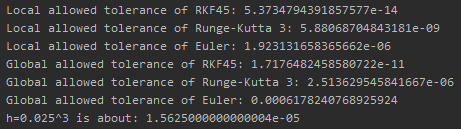 Local allowed tolerance of RKF45: 5.3734794391857577e-14
Local allowed tolerance of Runge-Kutta 3: 5.88068704843181e-09
Local allowed tolerance of Euler: 1.923131658365662e-06
Global allowed tolerance of RKF45: 1.7176482458580722e-11
Global allowed tolerance of Runge-Kutta 3: 2.513629545841667e-06
Global allowed tolerance of Euler: 0.0006178240768925924
h=0.025^3 is about: 1.5625000000000004e-05